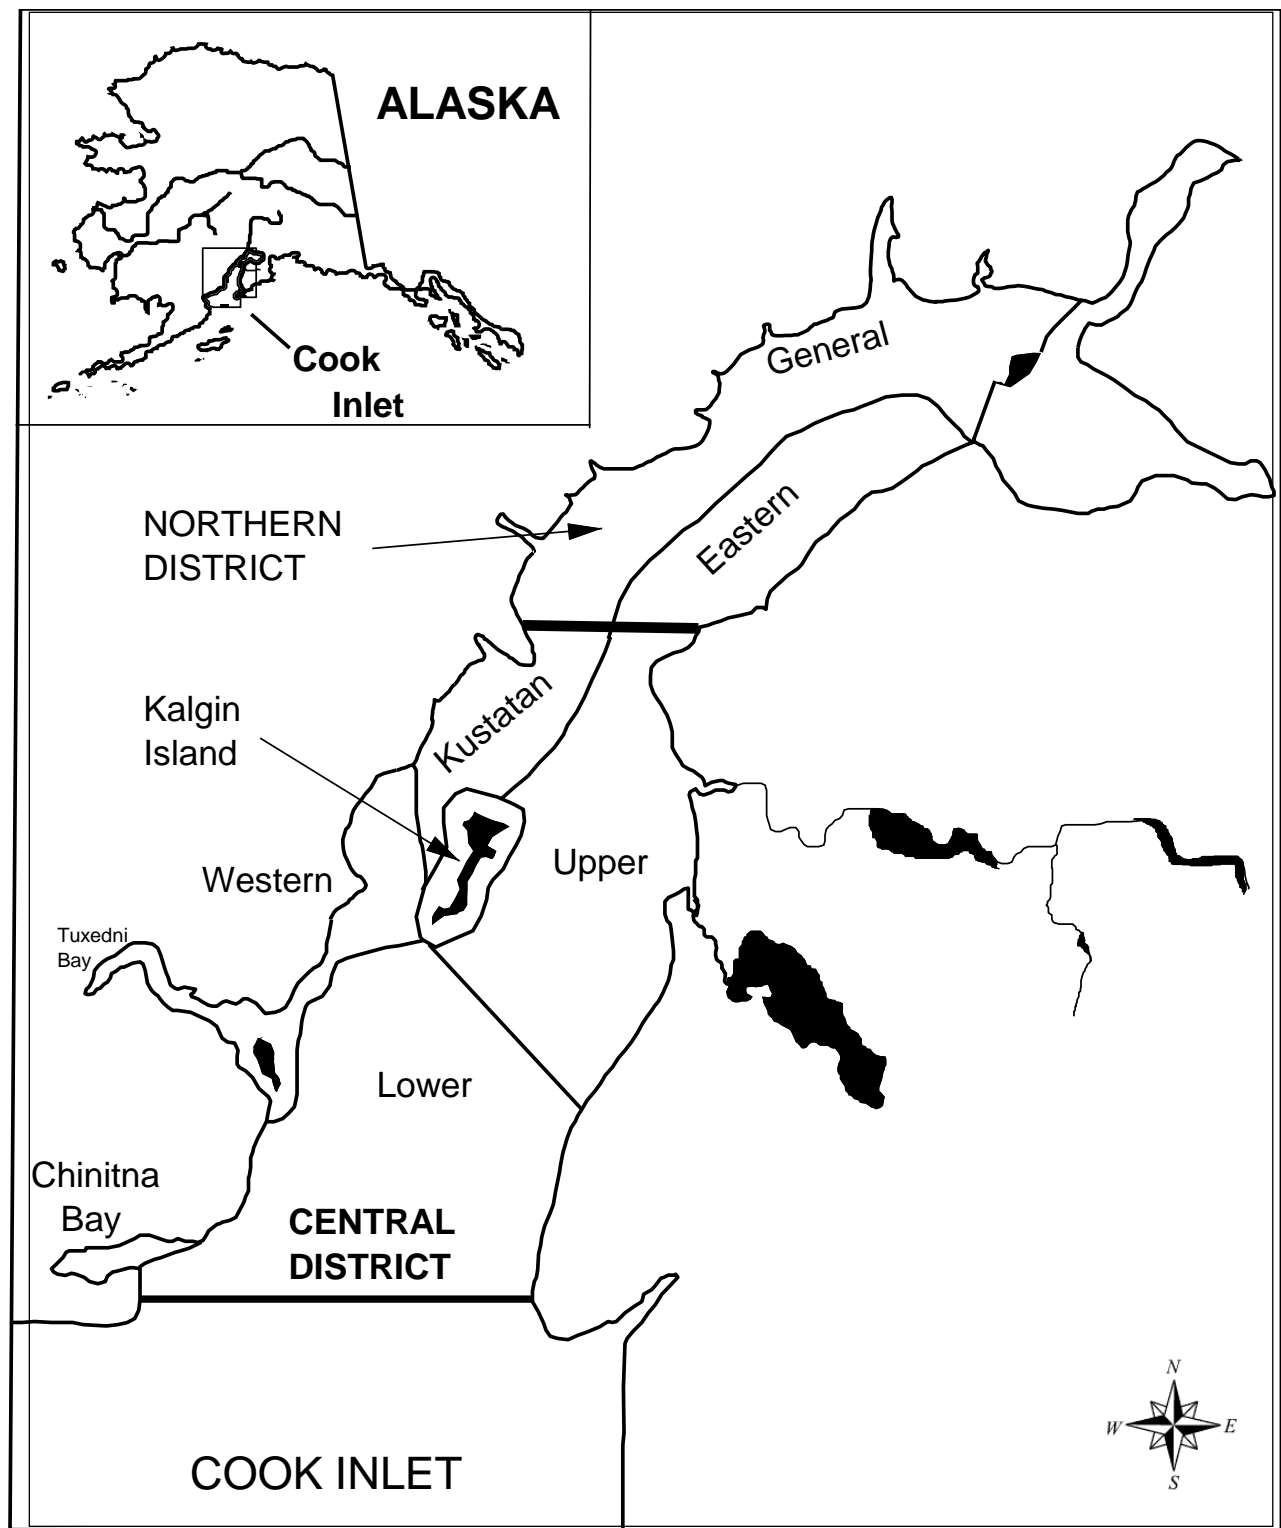 ALASKA
Cook
Inlet
General
Eastern
NORTHERN
DISTRICT
Kustatan
Kalgin
Island
Upper
Western
Tuxedni
Bay
Lower
Chinitna
Bay
CENTRAL
DISTRICT
COOK INLET
N
W
E
S